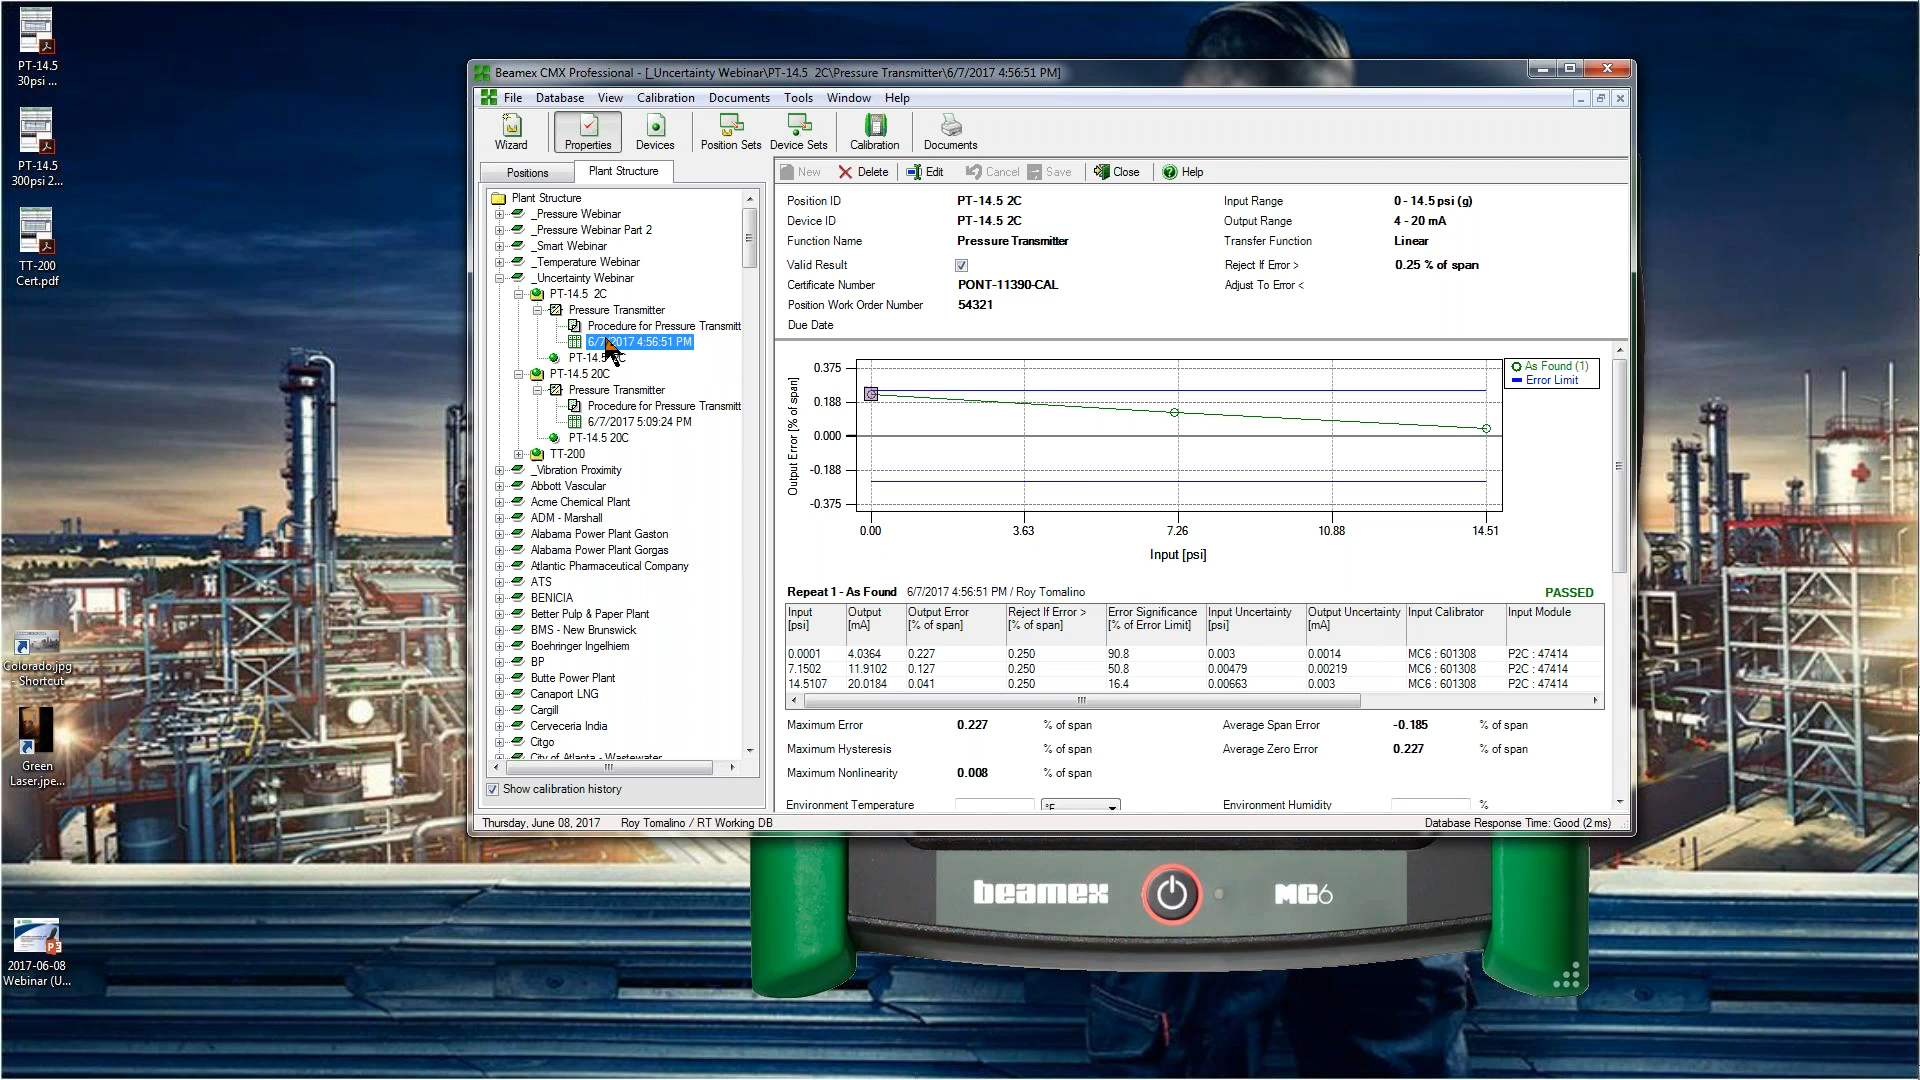 PT-14.5
30psi ...
PT-14.5
300psi 2...
TT-200
Cert.pdf
Colorado.jpg
- Shortcut
Green
Laser.jpe...
2017-06-08
Webinar (U...
Beamex CMX Professional - [_Uncertainty Webinar\PT-14.5 2C\Pressure Transmitter\6/7/2017 4:56:51 PM]
File Database View Calibration Documents Tools Window Help
Wizard Properties Devices Position Sets Device Sets Calibration Documents
Positions Plant Structure
Plant Structure
_Pressure Webinar
_Pressure Webinar Part 2
_Smart Webinar
_Temperature Webinar
_Uncertainty Webinar
PT-14.5 2C
Pressure Transmitter
Procedure for Pressure Transmitt
6/7/2017 4:56:51 PM
PT-14.5 2C
PT-14.5 20C
Pressure Transmitter
Procedure for Pressure Transmitt
6/7/2017 5:09:24 PM
PT-14.5 20C
TT-200
_Vibration Proximity
Abbott Vascular
Acme Chemical Plant
ADM - Marshall
Alabama Power Plant Gaston
Alabama Power Plant Gorgas
Atlantic Pharmaceutical Company
ATS
BENICIA
Better Pulp & Paper Plant
BMS - New Brunswick
Boehringer Ingelheim
BP
Butte Power Plant
Canaport LNG
Cargill
Cerveceria India
Citgo
City of Atlanta - Wastewater
Show calibration history
New Delete Edit Cancel Save Close Help
Position ID PT-14.5 2C Input Range 0 - 14.5 psi (g)
Device ID PT-14.5 2C Output Range 4 - 20 mA
Function Name Pressure Transmitter Transfer Function Linear
Valid Result Reject If Error > 0.25 % of span
Certificate Number PONT-11390-CAL Adjust To Error <
Position Work Order Number 54321
Due Date
Output Error [% of span]
0.375
0.188
0.000
-0.188
-0.375
0.00 3.63 7.26 10.88 14.51
Input [psi]
As Found (1)
Error Limit
Repeat 1 - As Found 6/7/2017 4:56:51 PM / Roy Tomalino PASSED
Input Output Output Error Reject If Error > Error Significance Input Uncertainty Output Uncertainty Input Calibrator Input Module
[psi] [mA] [% of span] [% of span] [% of Error Limit] [psi] [mA]
0.0001 4.0364 0.227 0.250 90.8 0.003 0.0014 MC6 : 601308 P2C : 47414
7.1502 11.9102 0.127 0.250 50.8 0.00479 0.00219 MC6 : 601308 P2C : 47414
14.5107 20.0184 0.041 0.250 16.4 0.00663 0.003 MC6 : 601308 P2C : 47414
Maximum Error 0.227 % of span Average Span Error -0.185 % of span
Maximum Hysteresis % of span Average Zero Error 0.227 % of span
Maximum Nonlinearity 0.008 % of span
Environment Temperature °F Environment Humidity %
Thursday, June 08, 2017 Roy Tomalino / RT Working DB Database Response Time: Good (2 ms)
beamex MC6